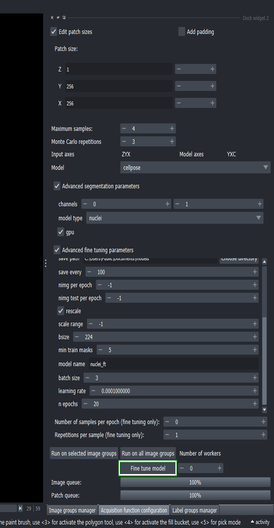 Dock widget 2
Edit patch sizes Add padding
Patch size:
Z 1 − +
Y 256 − +
X 256 − +
Maximum samples: − 4 +
Monte Carlo repetitions − 3 +
Input axes ZYX Model axes YXC
Model cellpose
Advanced segmentation parameters
channels − 0 + − 1 +
model type nuclei
gpu
Advanced fine tuning parameters
save path Choose directory
save every − 100 +
nimg per epoch − -1 +
nimg test per epoch − -1 +
rescale
scale range − -1 +
bsize − 224 +
min train masks − 5 +
model name nuclei_ft
batch size − 3 +
learning rate − 0.0001000000 +
n epochs − 20 +
Number of samples per epoch (fine tuning only): − 0 +
Repetitions per sample (fine tuning only): − 1 +
Run on selected image groups Run on all image groups Number of workers
Fine tune model − 0 +
Image queue: 100%
Patch queue: 100%
29 29 Image groups manager Acquisition function configuration Label groups manager
he paint brush, use <3> for activate the polygon tool, use <4> for activate the fill bucket, use <5> for pick mode activity